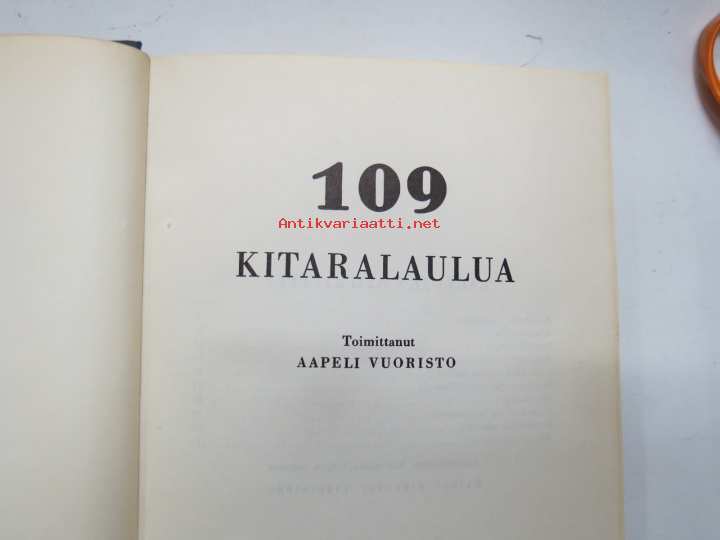 109
Antikvariaatti.net
KITARALAULUA
Toimittanut
AAPELI VUORISTO